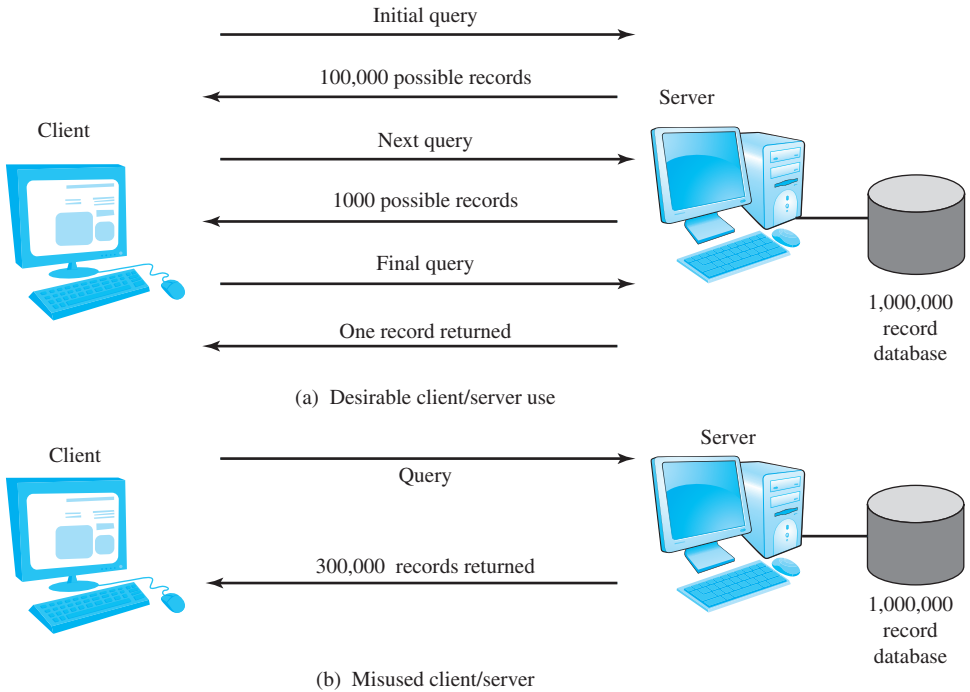 Initial query
100,000 possible records
Server
Client
Next query
1000 possible records
Final query
1,000,000
record
database
One record returned
(a) Desirable client/server use
Client
Server
Query
300,000 records returned
1,000,000
record
database
(b) Misused client/server